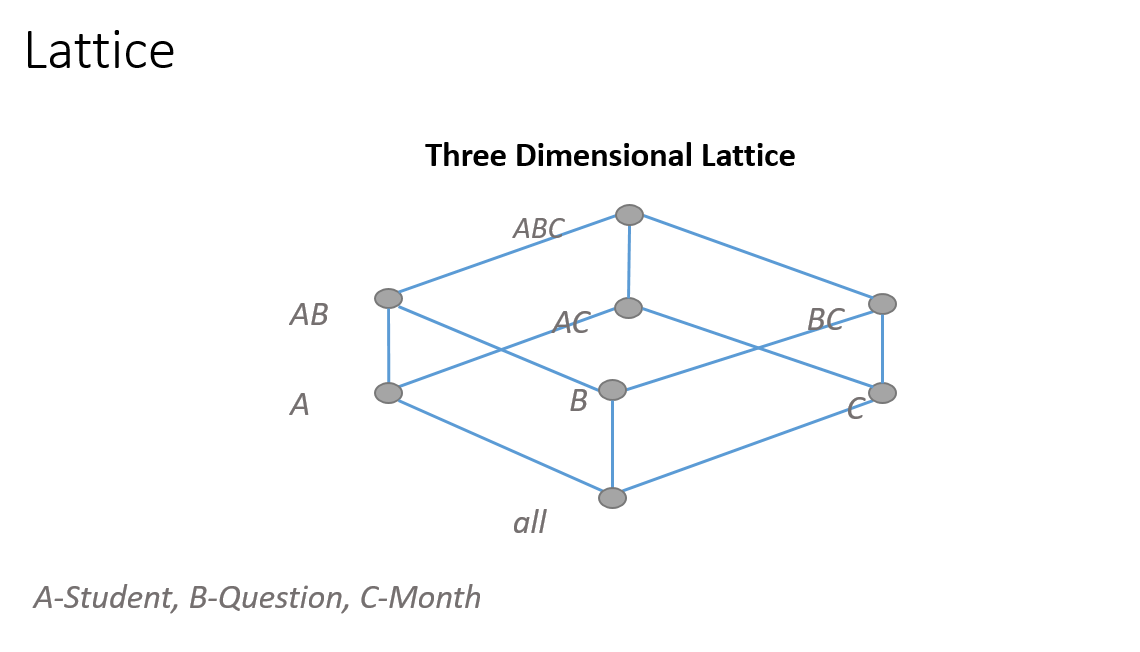 Lattice
Three Dimensional Lattice
ABC
AB
AC
BC
A
B
C
all
A-Student, B-Question, C-Month